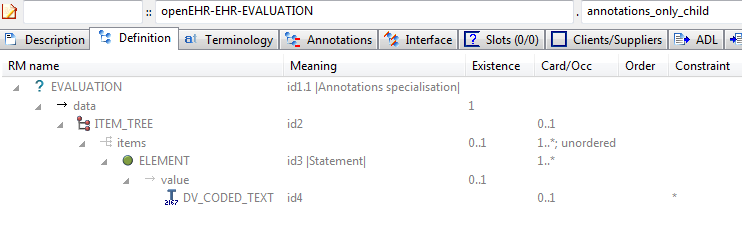 :: openEHR-EHR-EVALUATION . annotations_only_child
Description Definition Terminology Annotations Interface Slots (0/0) Clients/Suppliers ADL
RM name Meaning Existence Card/Occ Order Constraint
EVALUATION id1.1 |Annotations specialisation|
data 1
ITEM_TREE id2 0..1
items 0..1 1..*; unordered
ELEMENT id3 |Statement| 1..*
value 0..1
DV_CODED_TEXT id4 0..1 *